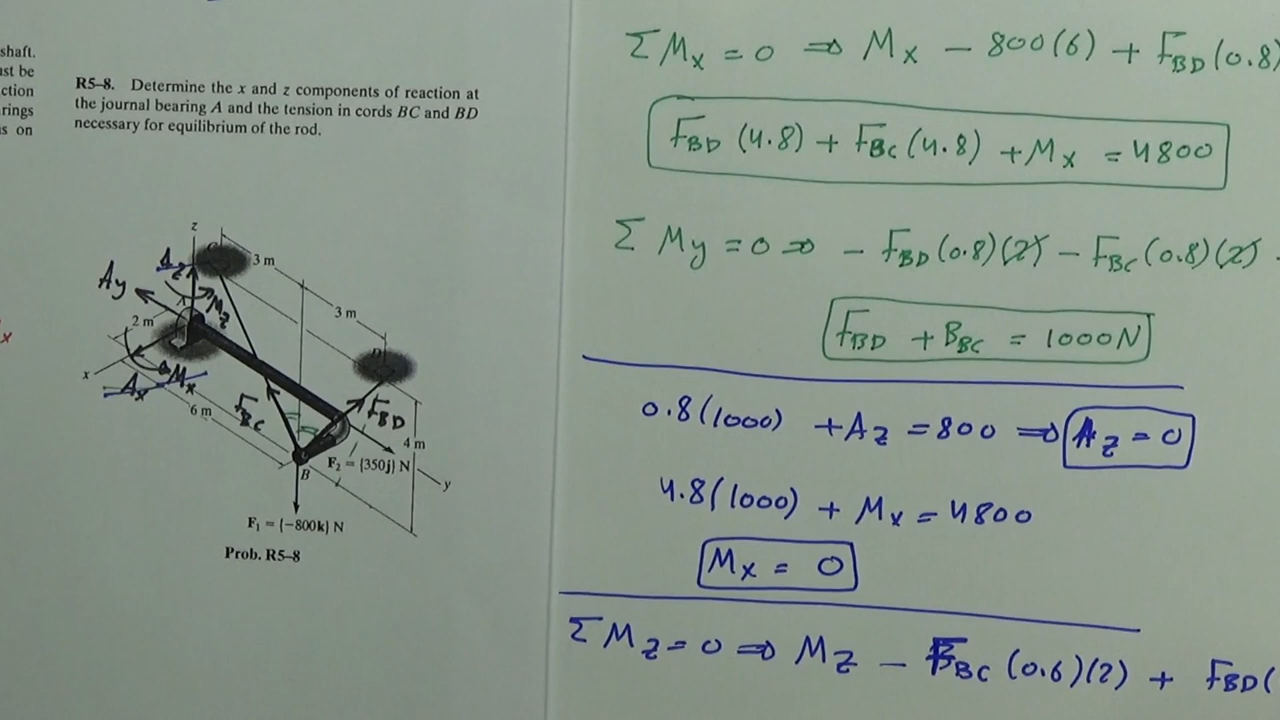 shaft.
ust be
ction
rings
s on
R5–8. Determine the x and z components of reaction at
the journal bearing A and the tension in cords BC and BD
necessary for equilibrium of the rod.
z
3 m
Az
Ay
Mz
3 m
2 m
D
x
x
Ax
Mx
FBC
FBD
6 m
4 m
F₂ = {350j} N
B
y
F₁ = {−800k} N
Prob. R5–8
ΣMx = 0 ⇒ Mx − 800(6) + FBD(0.8)
FBD (4.8) + FBC(4.8) + Mx = 4800
ΣMy = 0 ⇒ − FBD(0.8)(2) − FBC(0.8)(2)
FBD + BBC = 1000N
0.8(1000) + Az = 800 ⇒ Az = 0
4.8(1000) + Mx = 4800
Mx = 0
ΣMz = 0 ⇒ Mz − FBC (0.6)(2) + FBD(